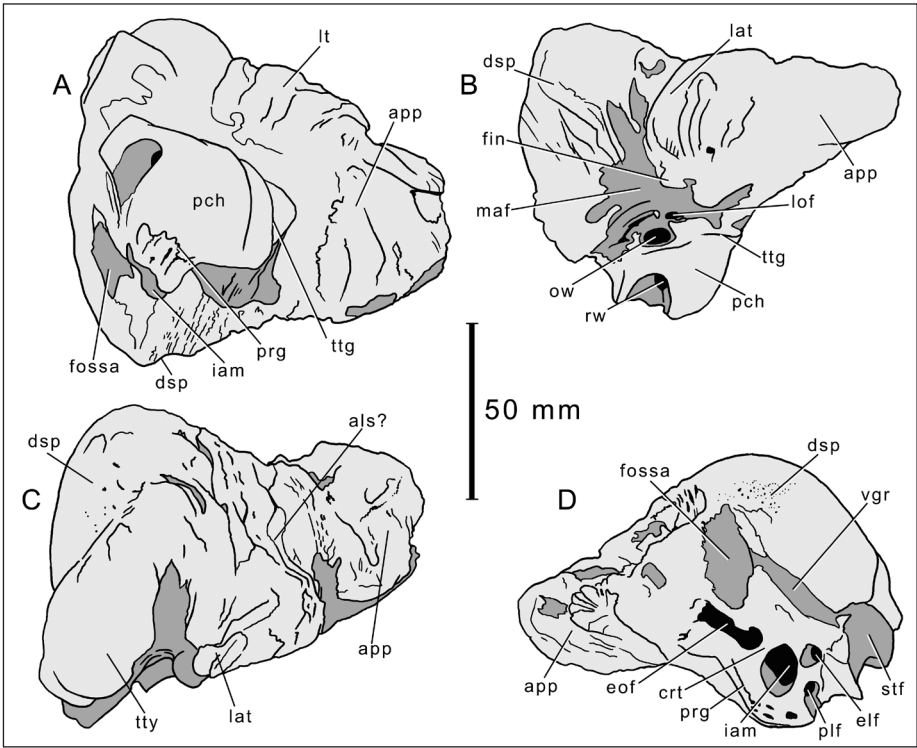 A
lt
app
pch
fossa
dsp
iam
prg
ttg
B
lat
dsp
fin
maf
app
lof
ttg
ow
pch
rw
50 mm
C
dsp
als?
app
lat
tty
D
fossa
dsp
vgr
app
eof
crt
prg
iam
plf
elf
stf